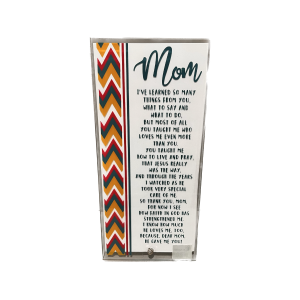 Mom
I'VE LEARNED SO MANY
THINGS FROM YOU,
WHAT TO SAY AND
WHAT TO DO,
BUT MOST OF ALL
YOU TAUGHT ME WHO
LOVES ME EVEN MORE
THAN YOU.
YOU TAUGHT ME
HOW TO LIVE AND PRAY,
THAT JESUS REALLY
WAS THE WAY,
AND THROUGH THE YEARS
I WATCHED AS HE
TOOK VERY SPECIAL
CARE OF ME.
SO THANK YOU, MOM,
FOR NOW I SEE
HOW FAITH IN GOD HAS
STRENGTHENED ME.
I KNOW HOW MUCH
HE LOVES ME, TOO,
BECAUSE, DEAR MOM,
HE GAVE ME YOU!